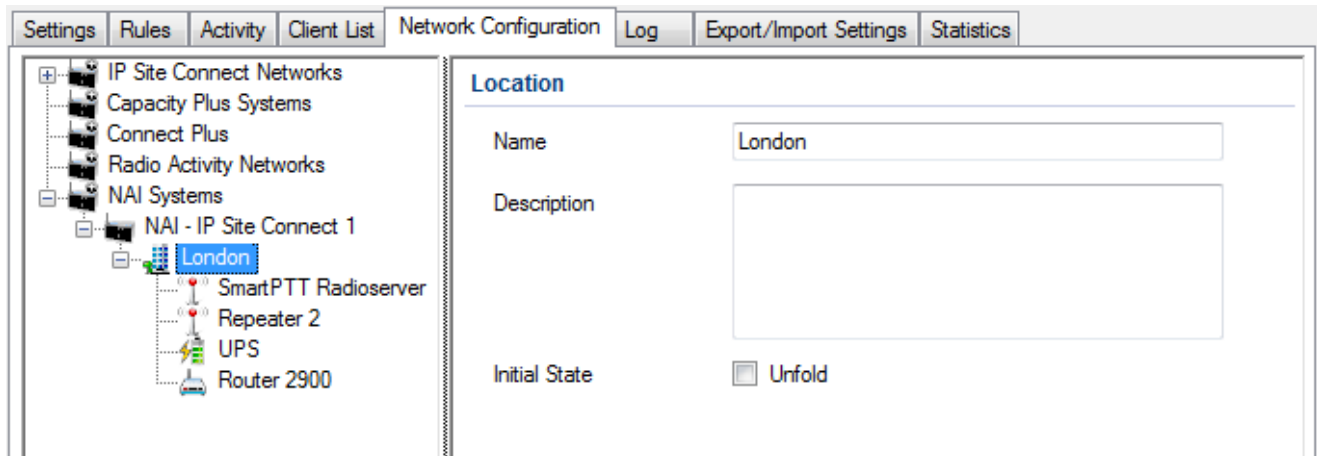 Settings Rules Activity Client List Network Configuration Log Export/Import Settings Statistics
IP Site Connect Networks
Capacity Plus Systems
Connect Plus
Radio Activity Networks
NAI Systems
NAI - IP Site Connect 1
London
SmartPTT Radioserver
Repeater 2
UPS
Router 2900
Location
Name London
Description
Initial State Unfold